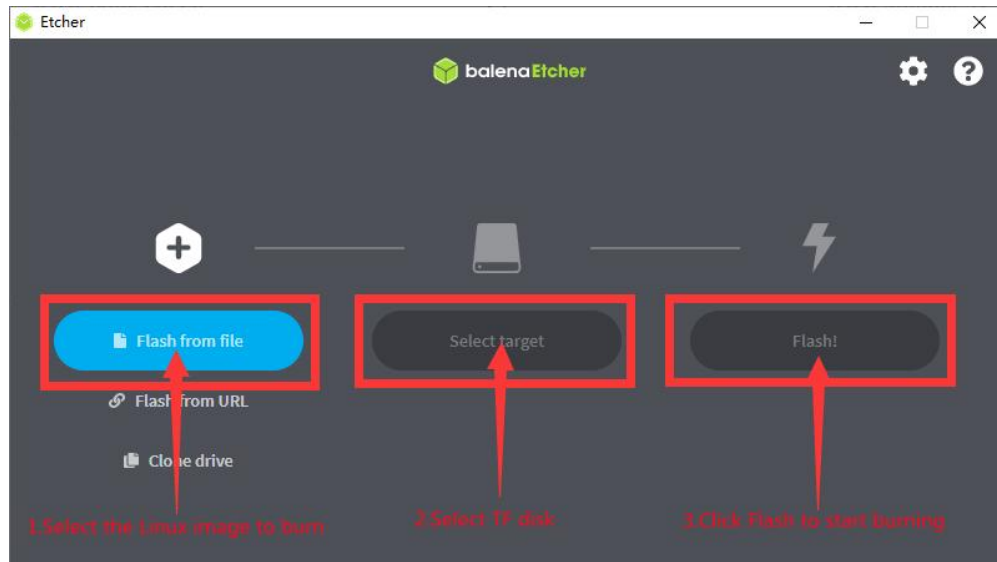 Etcher
balenaEtcher
Flash from file
Select target
Flash!
Flash from URL
Clone drive
1.Select the Linux image to burn
2.Select TF disk
3.Click Flash to start burning